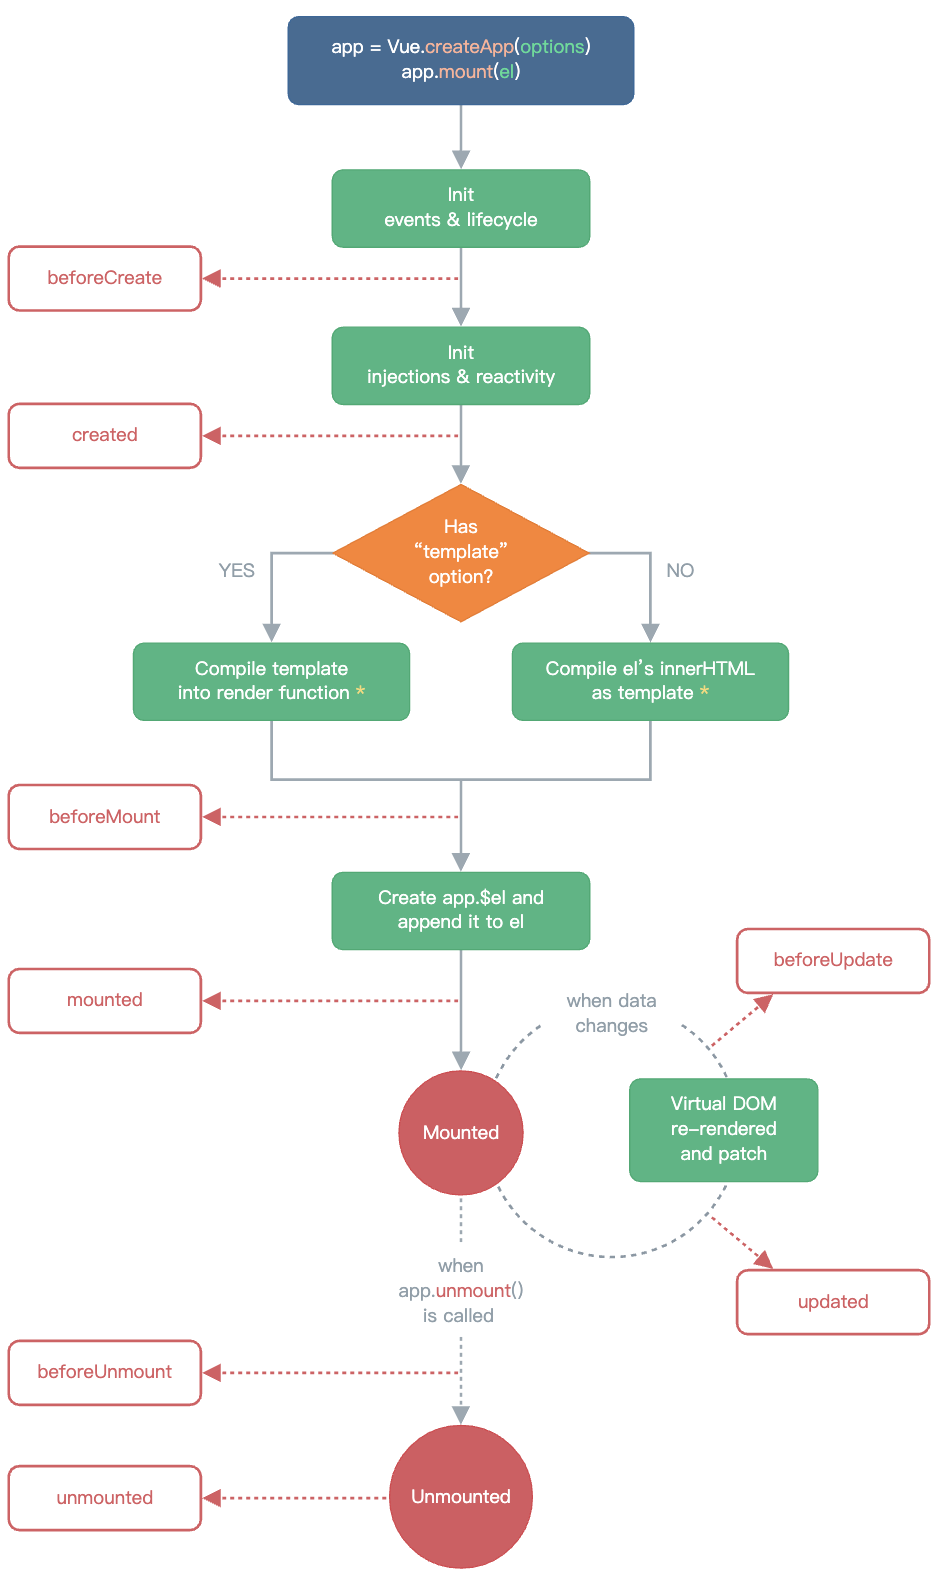 app = Vue.createApp(options)
app.mount(el)
Init
events & lifecycle
beforeCreate
Init
injections & reactivity
created
Has
“template”
option?
YES
NO
Compile template
into render function *
Compile el’s innerHTML
as template *
beforeMount
Create app.$el and
append it to el
mounted
when data
changes
beforeUpdate
Mounted
Virtual DOM
re-rendered
and patch
when
app.unmount()
is called
updated
beforeUnmount
unmounted
Unmounted